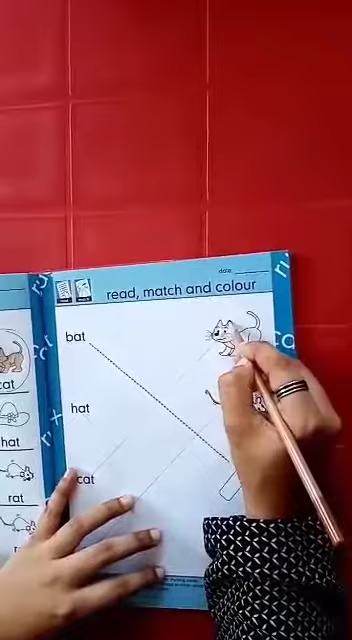 date:
read, match and colour
bat
hat
cat
cat
hat
rat